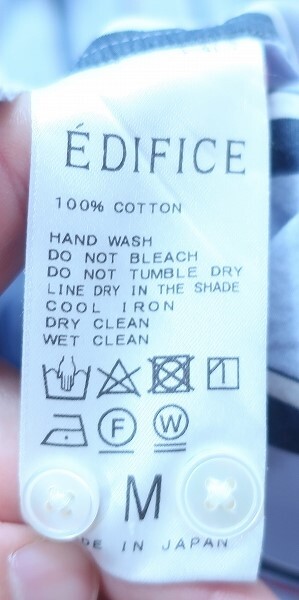 ÉDIFICE
100% COTTON
HAND WASH
DO NOT BLEACH
DO NOT TUMBLE DRY
LINE DRY IN THE SHADE
COOL IRON
DRY CLEAN
WET CLEAN
F W
M
DE IN JAPAN